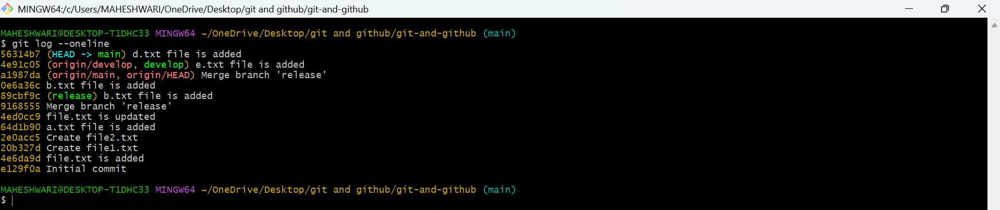 MINGW64:/c/Users/MAHESHWARI/OneDrive/Desktop/git and github/git-and-github
MAHESHWARI@DESKTOP-T1DHC33 MINGW64 ~/OneDrive/Desktop/git and github/git-and-github (main)
$ git log --oneline
56314b7 (HEAD -> main) d.txt file is added
4e91c05 (origin/develop, develop) e.txt file is added
a1987da (origin/main, origin/HEAD) Merge branch 'release'
0e6a36c b.txt file is added
89cbf9c (release) b.txt file is added
9168555 Merge branch 'release'
4ed0cc9 file.txt is updated
64d1b90 a.txt file is added
2e0acc5 Create file2.txt
20b327d Create file1.txt
4e6da9d file.txt is added
e129f0a Initial commit
MAHESHWARI@DESKTOP-T1DHC33 MINGW64 ~/OneDrive/Desktop/git and github/git-and-github (main)
$